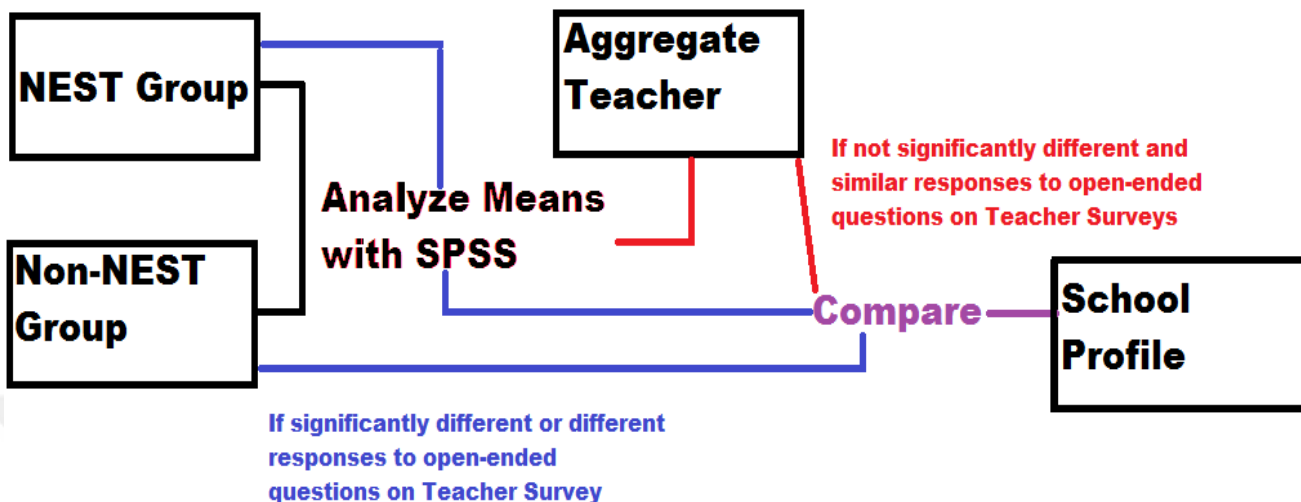 NEST Group
Aggregate
Teacher
Analyze Means
with SPSS
If not significantly different and
similar responses to open-ended
questions on Teacher Surveys
Non-NEST
Group
Compare
School
Profile
If significantly different or different
responses to open-ended
questions on Teacher Survey